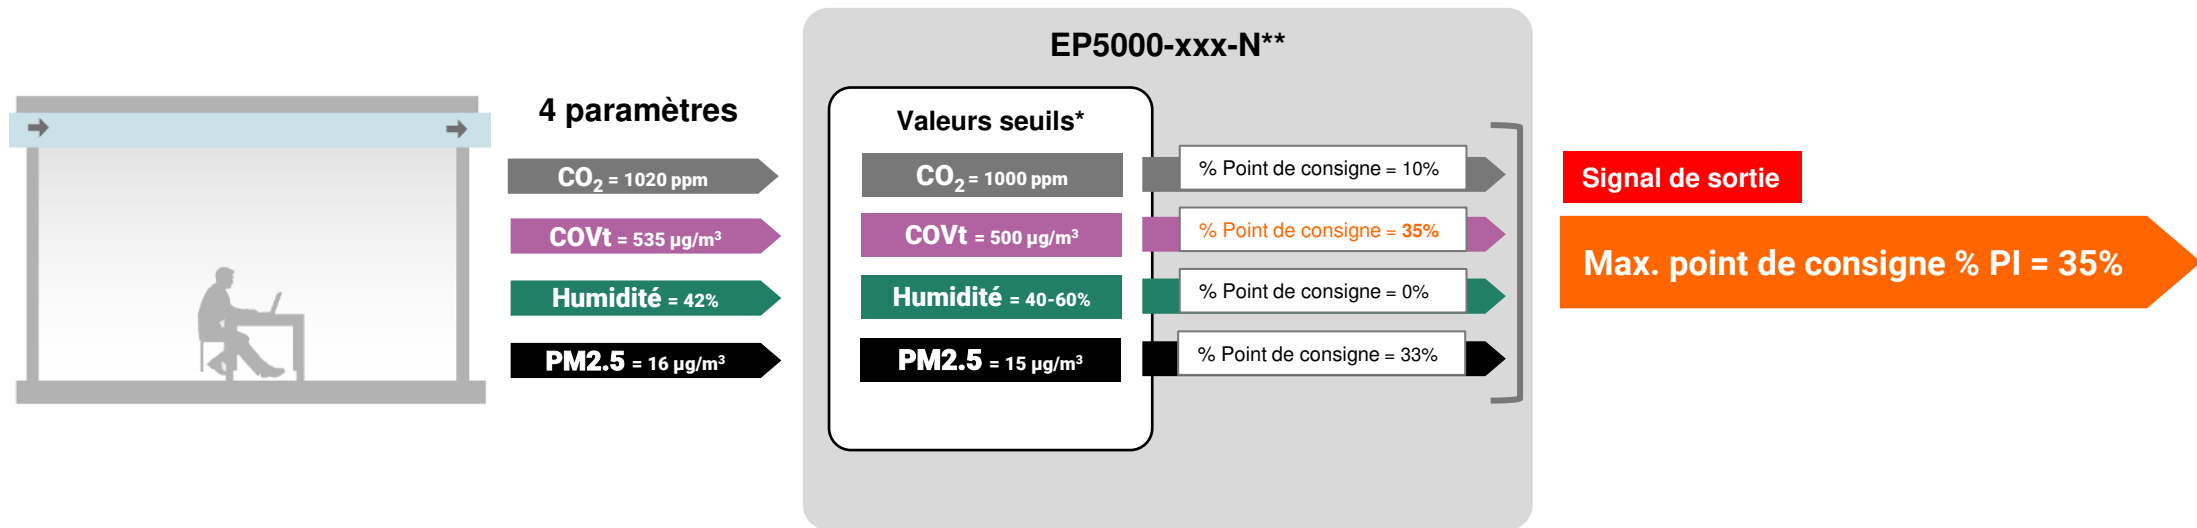 EP5000-xxx-N**
4 paramètres
CO₂ = 1020 ppm
COVt = 535 µg/m³
Humidité = 42%
PM2.5 = 16 µg/m³
Valeurs seuils*
CO₂ = 1000 ppm
COVt = 500 µg/m³
Humidité = 40-60%
PM2.5 = 15 µg/m³
% Point de consigne = 10%
% Point de consigne = 35%
% Point de consigne = 0%
% Point de consigne = 33%
Signal de sortie
Max. point de consigne % PI = 35%